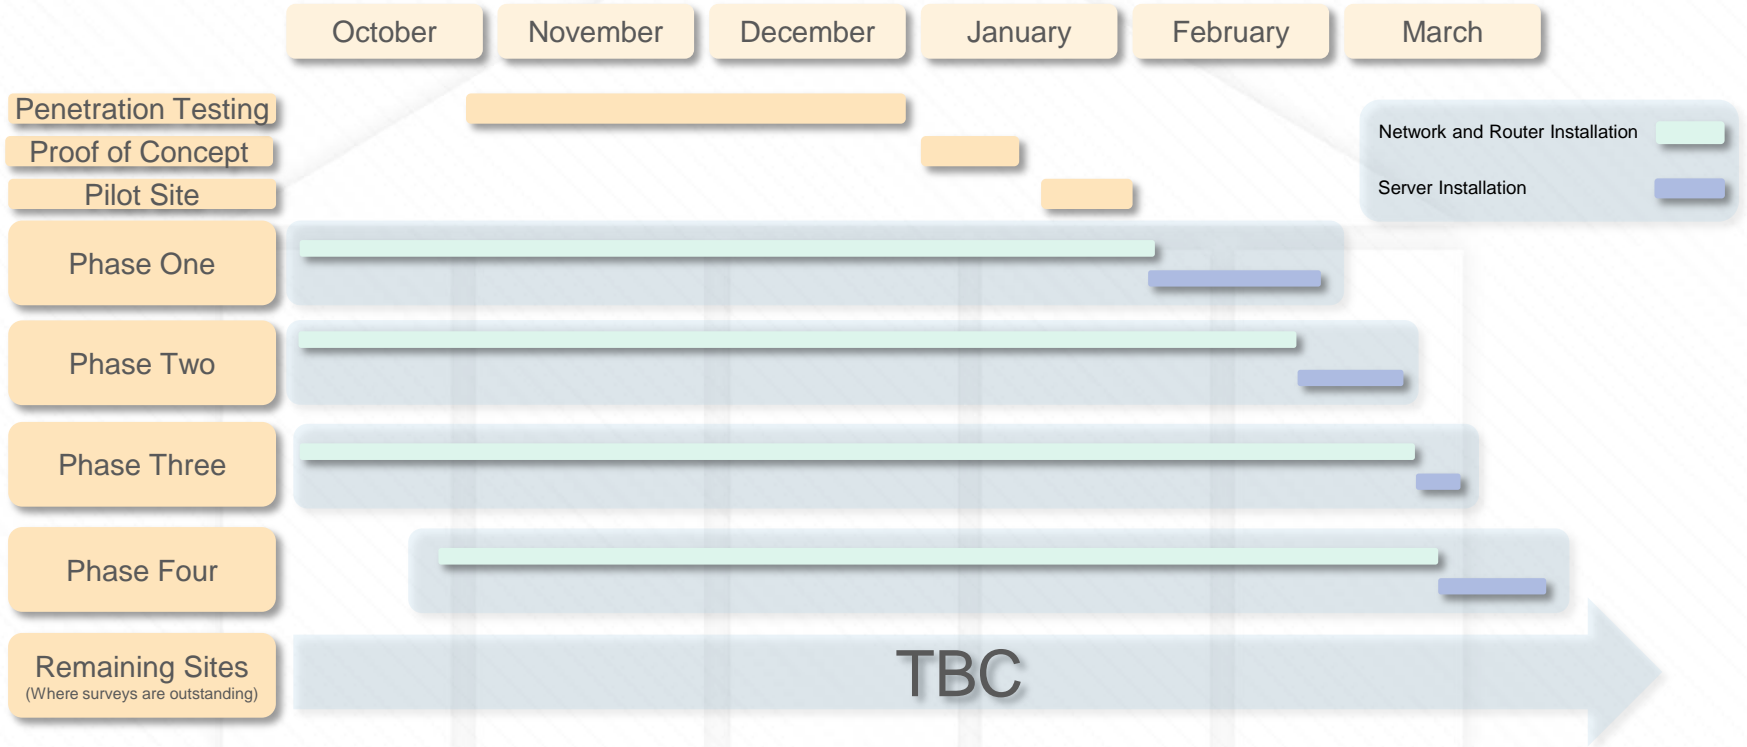 October
November
December
January
February
March
Penetration Testing
Proof of Concept
Pilot Site
Network and Router Installation
Server Installation
Phase One
Phase Two
Phase Three
Phase Four
Remaining Sites
(Where surveys are outstanding)
TBC